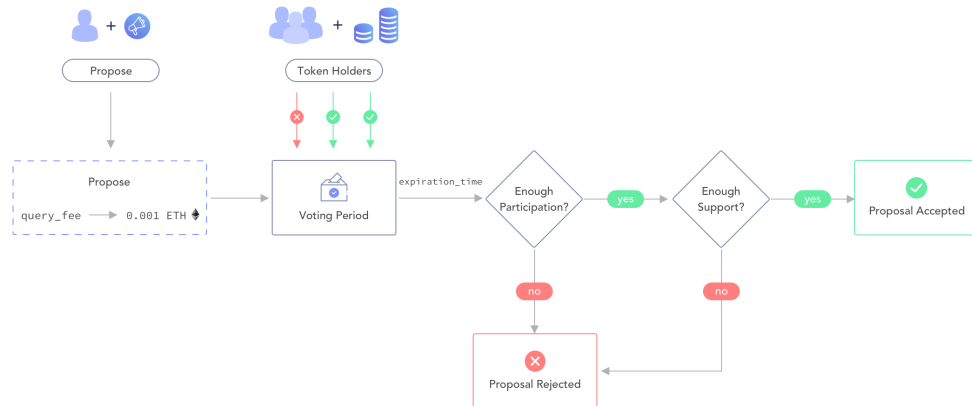 Propose
Token Holders
Propose
query_fee
0.001 ETH
Voting Period
expiration_time
Enough
Participation?
yes
Enough
Support?
yes
Proposal Accepted
no
no
Proposal Rejected